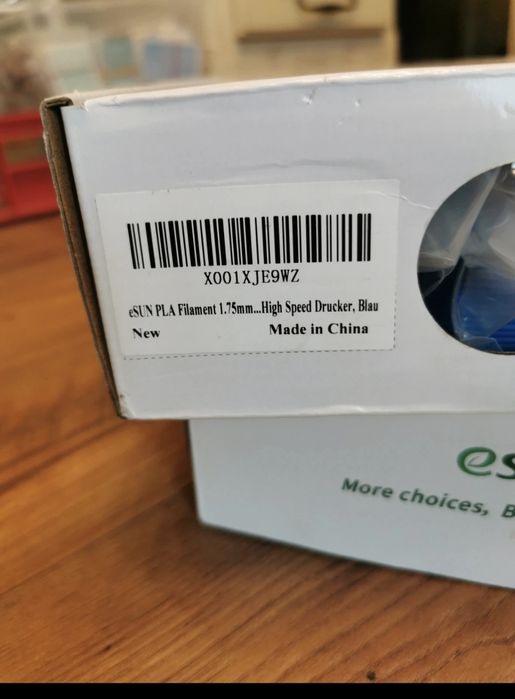 X001XJE9WZ
eSUN PLA Filament 1.75mm...High Speed Drucker, Blau
New Made in China
More choices,